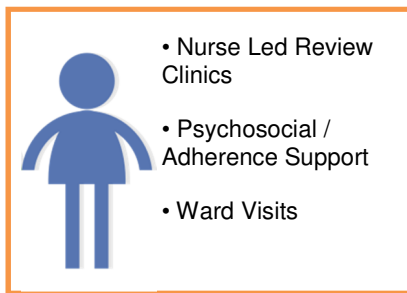 • Nurse Led Review
Clinics
• Psychosocial /
Adherence Support
• Ward Visits